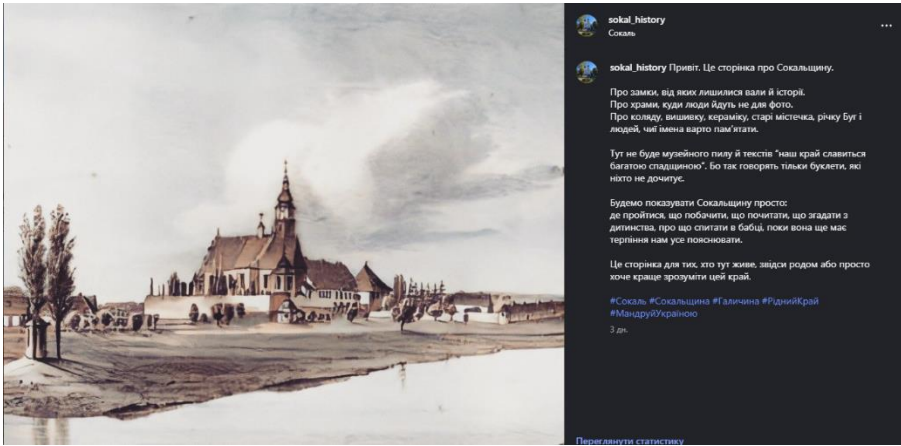 sokal_history
Сокаль
sokal_history Привіт. Це сторінка про Сокальщину.
Про замки, від яких лишилися вали й історії.
Про храми, куди люди йдуть не для фото.
Про коляду, вишивку, кераміку, старі містечка, річку Буг і
людей, чиї імена варто пам'ятати.
Тут не буде музейного пилу й текстів "наш край славиться
багатою спадщиною". Бо так говорять тільки буклети, які
ніхто не дочитує.
Будемо показувати Сокальщину просто:
де пройтися, що побачити, що почитати, що згадати з
дитинства, про що спитати в бабці, поки вона ще має
терпіння нам усе пояснювати.
Це сторінка для тих, хто тут живе, звідси родом або просто
хоче краще зрозуміти цей край.
#Сокаль #Сокальщина #Галичина #РіднийКрай
#МандруйУкраїною
3 дн.
Переглянути статистику